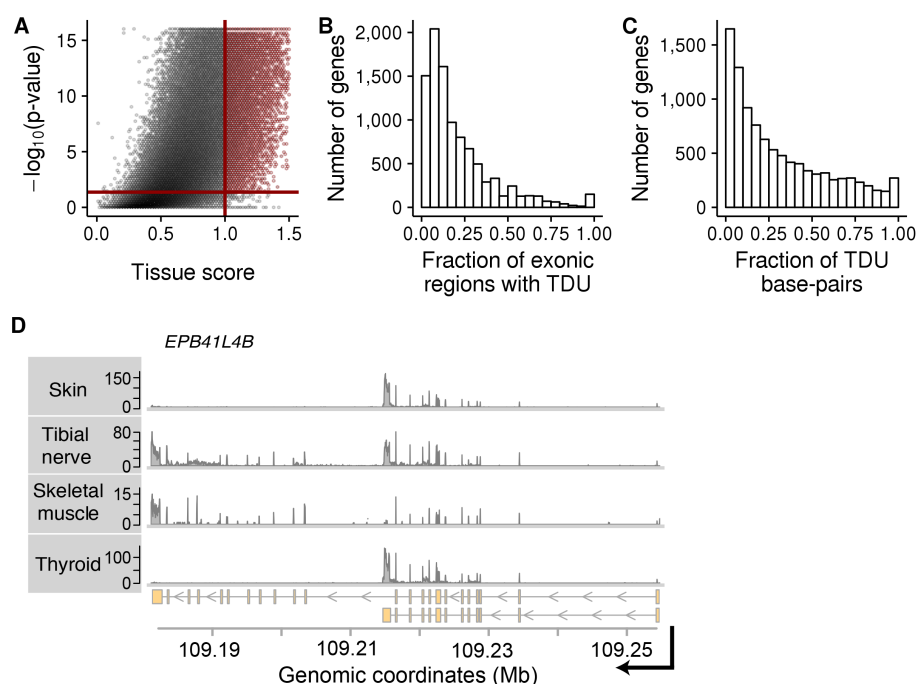 A
− log10(p-value)
15
10
5
0
0.0 0.5 1.0 1.5
Tissue score
B
Number of genes
2,000
1,500
1,000
500
0
0.00 0.25 0.50 0.75 1.00
Fraction of exonic
regions with TDU
C
Number of genes
1,500
1,000
500
0
0.00 0.25 0.50 0.75 1.00
Fraction of TDU
base-pairs
D
EPB41L4B
Skin
150
0
Tibial
nerve
80
0
Skeletal
muscle
15
0
Thyroid
100
0
109.19 109.21 109.23 109.25
Genomic coordinates (Mb)